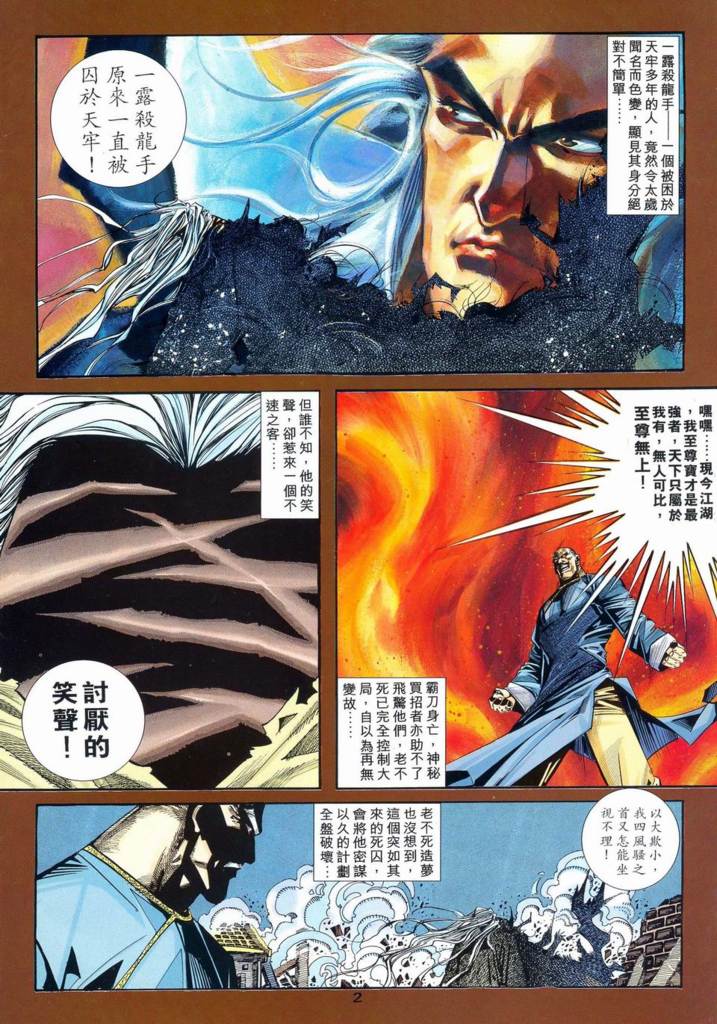 一露殺龍手——一個被困於
天牢多年的人，竟然令太歲
聞名而色變，顯見其身分絕
對不簡單……
一露殺龍手
原來一直被
囚於天牢！
嘿嘿……現今江湖
，我至尊寶才是最
強者，天下只屬於
我有，無人可比，
至尊無上！
霸刀身亡，神秘
買招者亦助不了
飛驚他們，老不
死已完全控制大
局，自以為再無
變故……
但誰不知，他的笑
聲，卻惹來一個不
速之客……
討厭的
笑聲！
以大欺小，
我四風騷之
首又怎能坐
視不理！
老不死造夢
也沒想到，
這個突如其
來的死囚，
會將他密謀
以久的計劃
全盤破壞…
2